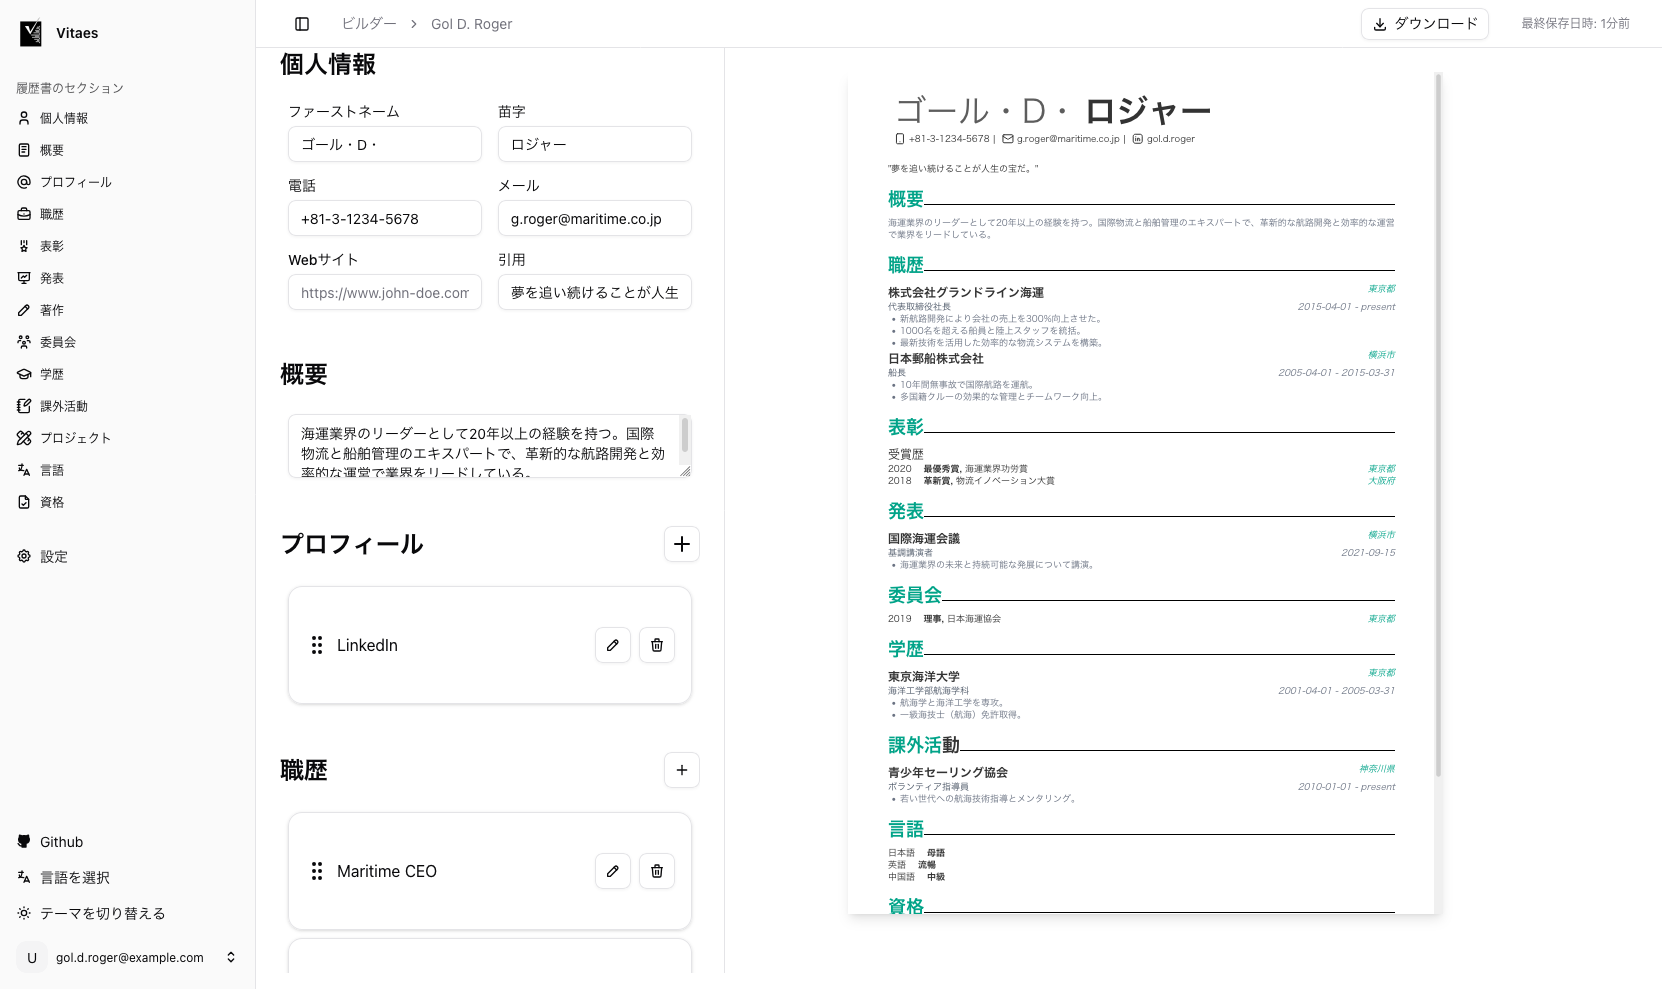 Vitaes
履歴書のセクション
個人情報
概要
プロフィール
職歴
表彰
発表
著作
委員会
学歴
課外活動
プロジェクト
言語
資格
設定
Github
言語を選択
テーマを切り替える
U gol.d.roger@example.com
ビルダー > Gol D. Roger
ダウンロード
最終保存日時: 1分前
個人情報
ファーストネーム
苗字
ゴール・D・
ロジャー
電話
メール
+81-3-1234-5678
g.roger@maritime.co.jp
Webサイト
引用
https://www.john-doe.com
夢を追い続けることが人生
概要
海運業界のリーダーとして20年以上の経験を持つ。国際
物流と船舶管理のエキスパートで、革新的な航路開発と効
率的な運営で業界をリードしている。
プロフィール
LinkedIn
職歴
Maritime CEO
ゴール・D・ ロジャー
+81-3-1234-5678 | g.roger@maritime.co.jp | gol.d.roger
"夢を追い続けることが人生の宝だ。"
概要
海運業界のリーダーとして20年以上の経験を持つ。国際物流と船舶管理のエキスパートで、革新的な航路開発と効率的な運営
で業界をリードしている。
職歴
株式会社グランドライン海運 東京都
代表取締役社長 2015-04-01 - present
• 新航路開発により会社の売上を300%向上させた。
• 1000名を超える船員と陸上スタッフを統括。
• 最新技術を活用した効率的な物流システムを構築。
日本郵船株式会社 横浜市
船長 2005-04-01 - 2015-03-31
• 10年間無事故で国際航路を運航。
• 多国籍クルーの効果的な管理とチームワーク向上。
表彰
受賞歴
2020 最優秀賞, 海運業界功労賞 東京都
2018 革新賞, 物流イノベーション大賞 大阪府
発表
国際海運会議 横浜市
基調講演者 2021-09-15
• 海運業界の未来と持続可能な発展について講演。
委員会
2019 理事, 日本海運協会 東京都
学歴
東京海洋大学 東京都
海洋工学部航海学科 2001-04-01 - 2005-03-31
• 航海学と海洋工学を専攻。
• 一級海技士（航海）免許取得。
課外活動
青少年セーリング協会 神奈川県
ボランティア指導員 2010-01-01 - present
• 若い世代への航海技術指導とメンタリング。
言語
日本語 母語
英語 流暢
中国語 中級
資格